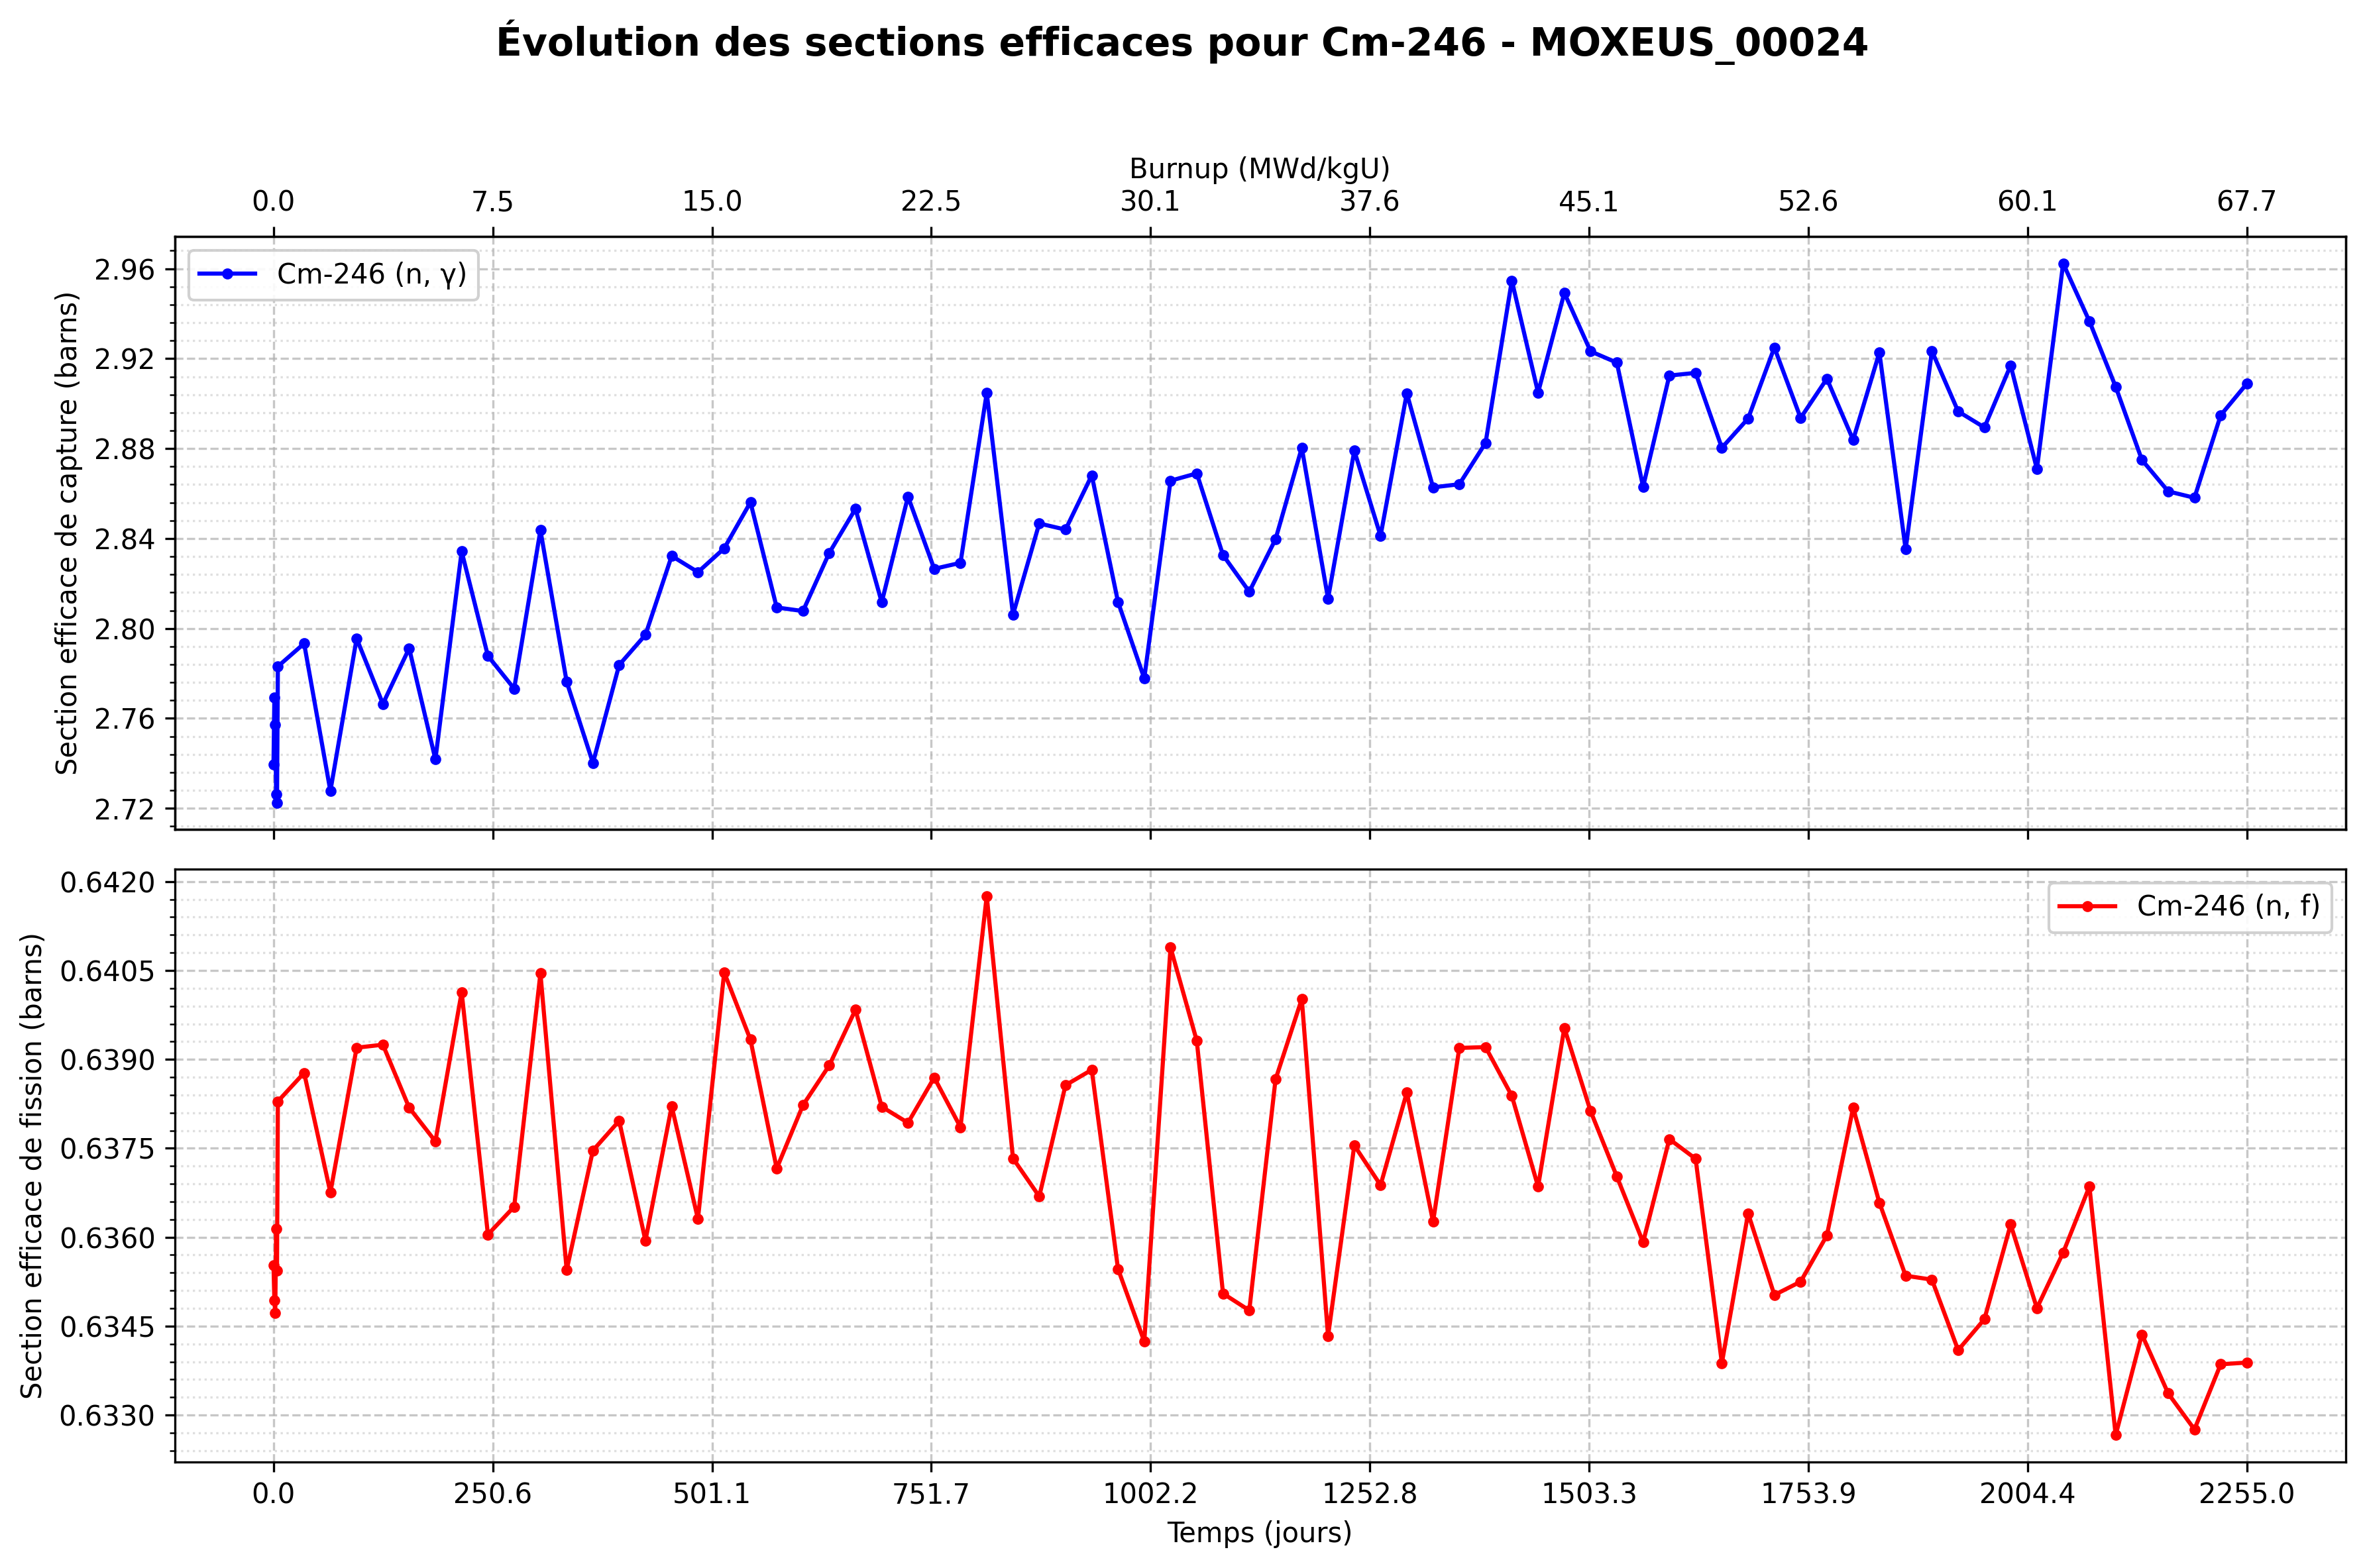 Évolution des sections efficaces pour Cm-246 - MOXEUS_00024
Burnup (MWd/kgU)
0.0 7.5 15.0 22.5 30.1 37.6 45.1 52.6 60.1 67.7
Cm-246 (n, γ)
Section efficace de capture (barns)
2.96
2.92
2.88
2.84
2.80
2.76
2.72
Cm-246 (n, f)
Section efficace de fission (barns)
0.6420
0.6405
0.6390
0.6375
0.6360
0.6345
0.6330
0.0 250.6 501.1 751.7 1002.2 1252.8 1503.3 1753.9 2004.4 2255.0
Temps (jours)